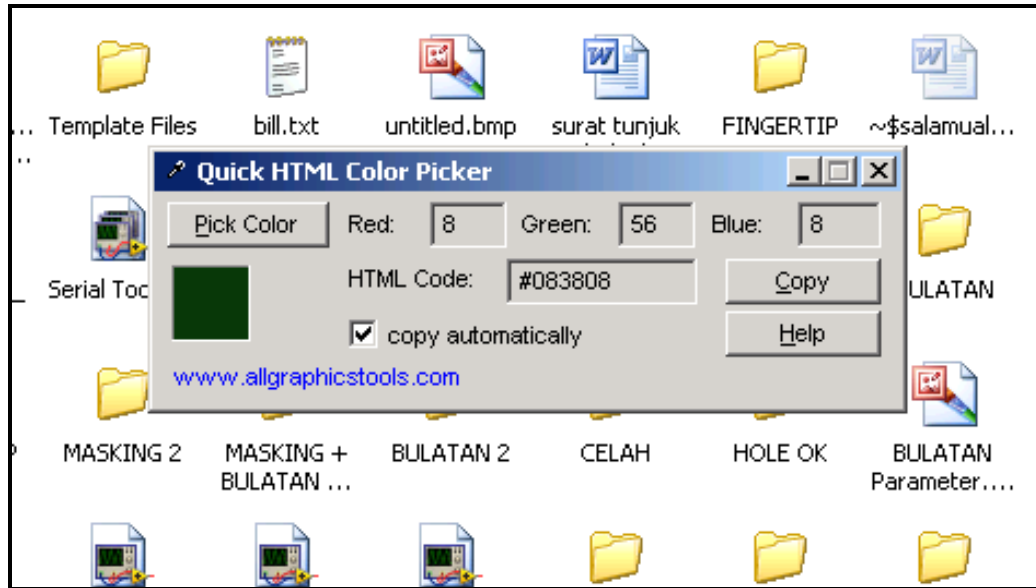 ... Template Files bill.txt untitled.bmp surat tunjuk FINGERTIP ~$salamual...
...
Quick HTML Color Picker
Pick Color Red: 8 Green: 56 Blue: 8
HTML Code: #083808 Copy
Serial Too ULATAN
copy automatically Help
www.allgraphicstools.com
MASKING 2 MASKING + BULATAN 2 CELAH HOLE OK BULATAN
BULATAN ... Parameter....